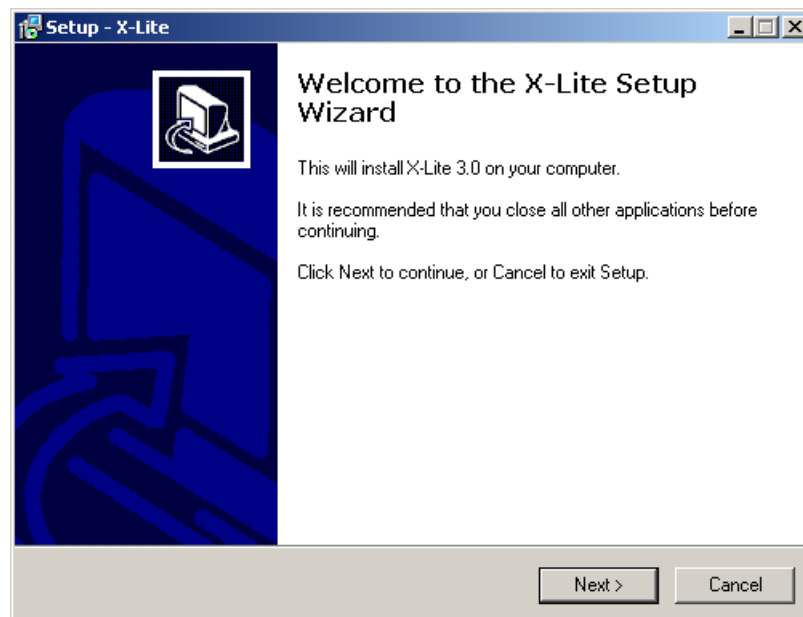 Setup - X-Lite
Welcome to the X-Lite Setup
Wizard
This will install X-Lite 3.0 on your computer.
It is recommended that you close all other applications before
continuing.
Click Next to continue, or Cancel to exit Setup.
Next >
Cancel